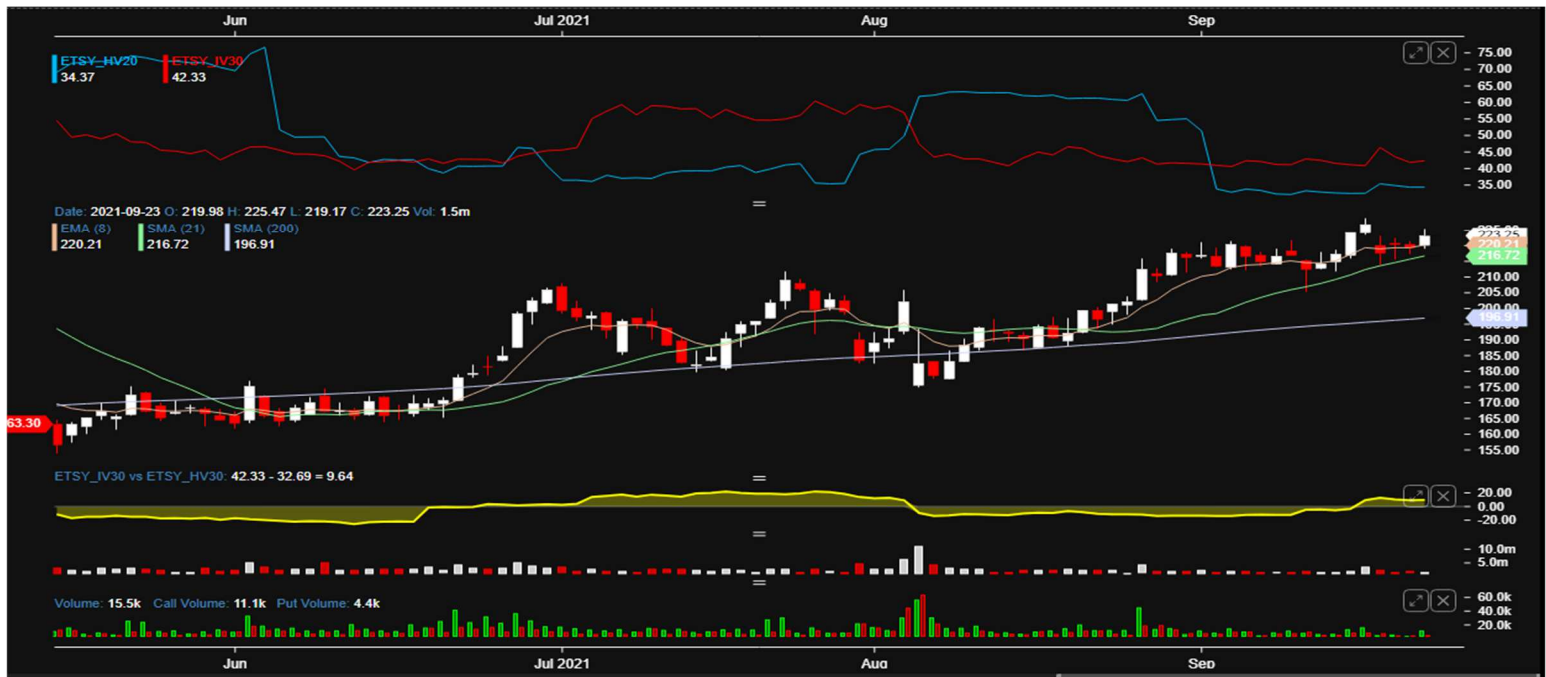 Jun Jul 2021 Aug Sep
ETSY_HV20 ETSY_IV30
34.37 42.33
75.00
70.00
65.00
60.00
55.00
50.00
45.00
40.00
35.00
Date: 2021-09-23 O: 219.98 H: 225.47 L: 219.17 C: 223.25 Vol: 1.5m
EMA (8) SMA (21) SMA (200)
220.21 216.72 196.91
223.25
220.21
216.72
210.00
205.00
200.00
196.91
190.00
185.00
180.00
175.00
170.00
165.00
160.00
155.00
63.30
ETSY_IV30 vs ETSY_HV30: 42.33 - 32.69 = 9.64
20.00
0.00
-20.00
10.0m
5.0m
Volume: 15.5k Call Volume: 11.1k Put Volume: 4.4k
60.0k
40.0k
20.0k
Jun Jul 2021 Aug Sep